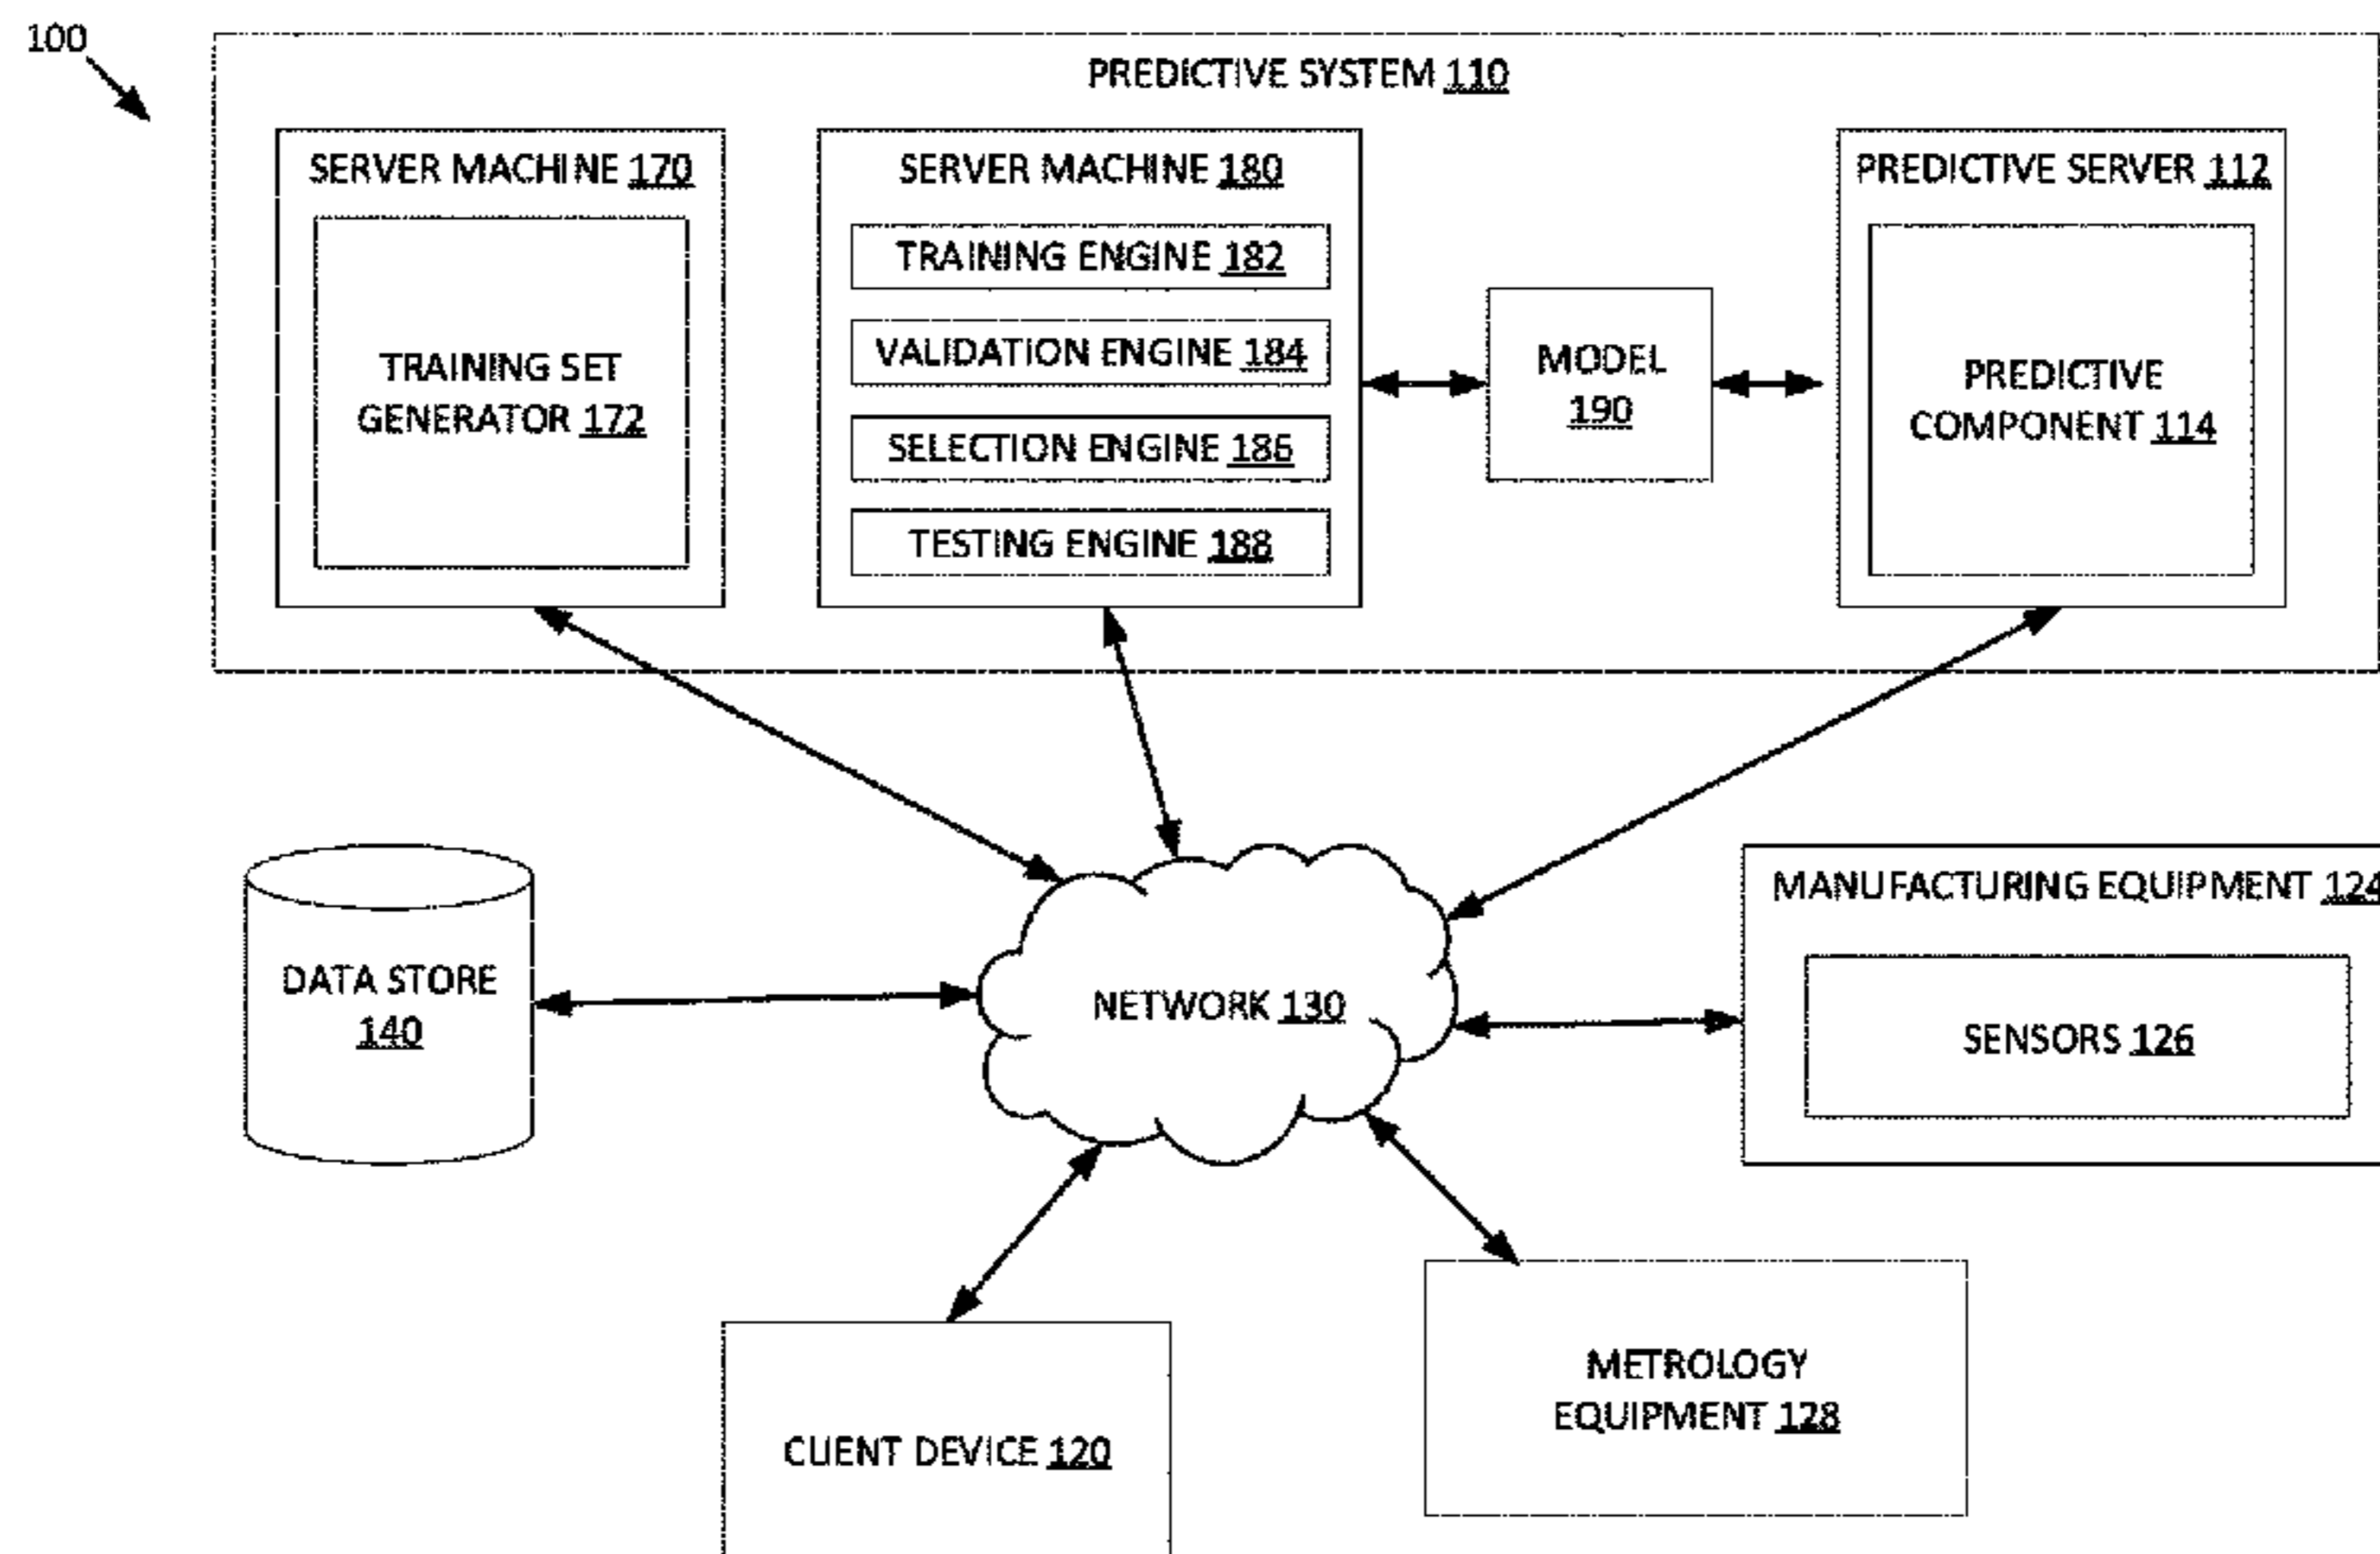 100
PREDICTIVE SYSTEM 110
SERVER MACHINE 170
TRAINING SET
GENERATOR 172
SERVER MACHINE 180
TRAINING ENGINE 182
VALIDATION ENGINE 184
SELECTION ENGINE 186
TESTING ENGINE 188
MODEL
190
PREDICTIVE SERVER 112
PREDICTIVE
COMPONENT 114
DATA STORE
140
NETWORK 130
MANUFACTURING EQUIPMENT 124
SENSORS 126
METROLOGY
EQUIPMENT 128
CLIENT DEVICE 120